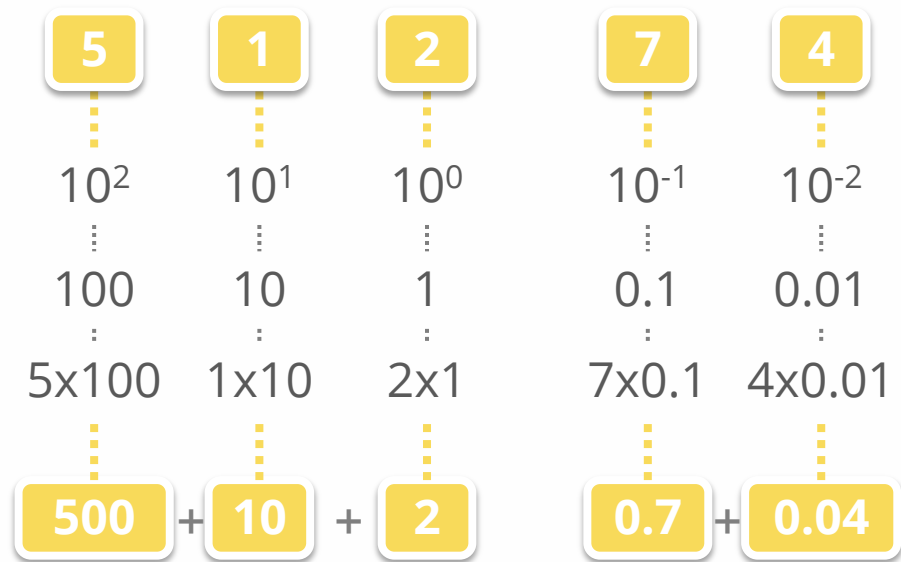 5 1 2 7 4
10² 10¹ 10⁰ 10⁻¹ 10⁻²
100 10 1 0.1 0.01
5x100 1x10 2x1 7x0.1 4x0.01
500 + 10 + 2 0.7 + 0.04